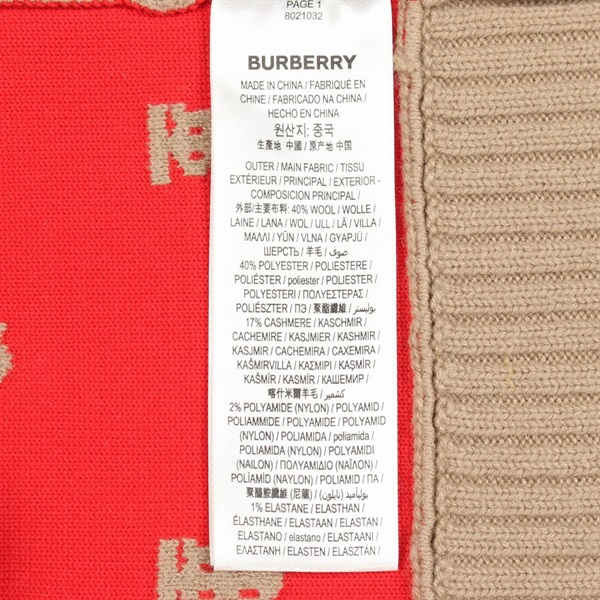 PAGE 1
8021032
BURBERRY
MADE IN CHINA / FABRIQUÉ EN
CHINE / FABRICADO NA CHINA /
HECHO EN CHINA
원산지: 중국
生產地 中國 / 原产地 中国
OUTER / MAIN FABRIC / TISSU
EXTÉRIEUR / PRINCIPAL / EXTERIOR -
COMPOSICION PRINCIPAL /
外部/主要布料: 40% WOOL / WOLLE /
LAINE / LANA / WOL / ULL / LÃ / VILLA /
ΜΑΛΛΙ / YÜN / VLNA / GYAPJÚ /
ШЕРСТЬ / 羊毛 / صوف
40% POLYESTER / POLIESTERE /
POLIÉSTER / poliester / POLYESTER /
POLYESTERI / ΠΟΛΥΕΣΤΕΡΑΣ /
POLIÉSZTER / ПЭ / 聚酯纖維 / بوليستر
17% CASHMERE / KASCHMIR /
CACHEMIRE / KASJMIER / KASHMIR /
KASJMIR / CACHEMIRA / CAXEMIRA /
KAŠMIRVILLA / ΚΑΣΜΙΡΙ / KAŞMİR /
KAŠMÍR / KASMÍR / КАШЕМИР /
喀什米爾羊毛 / كشمير
2% POLYAMIDE (NYLON) / POLYAMID /
POLIAMMIDE / POLYAMIDE / POLYAMID
(NYLON) / POLIAMIDA / poliamida /
POLIAMIDA (NYLON) / POLYAMIDI
(NAILON) / ΠΟΛΥΑΜΙΔΙΟ (ΝΑΪΛΟΝ) /
POLİAMİD (NAYLON) / POLIAMID / ПА /
聚醯胺纖維 (尼龍) / بوليأميد (نايلون)
1% ELASTANE / ELASTHAN /
ÉLASTHANE / ELASTAAN / ELASTAN /
ELASTANO / elastano / ELASTAANI /
ΕΛΑΣΤΑΝΗ / ELASTEN / ELASZTÁN /